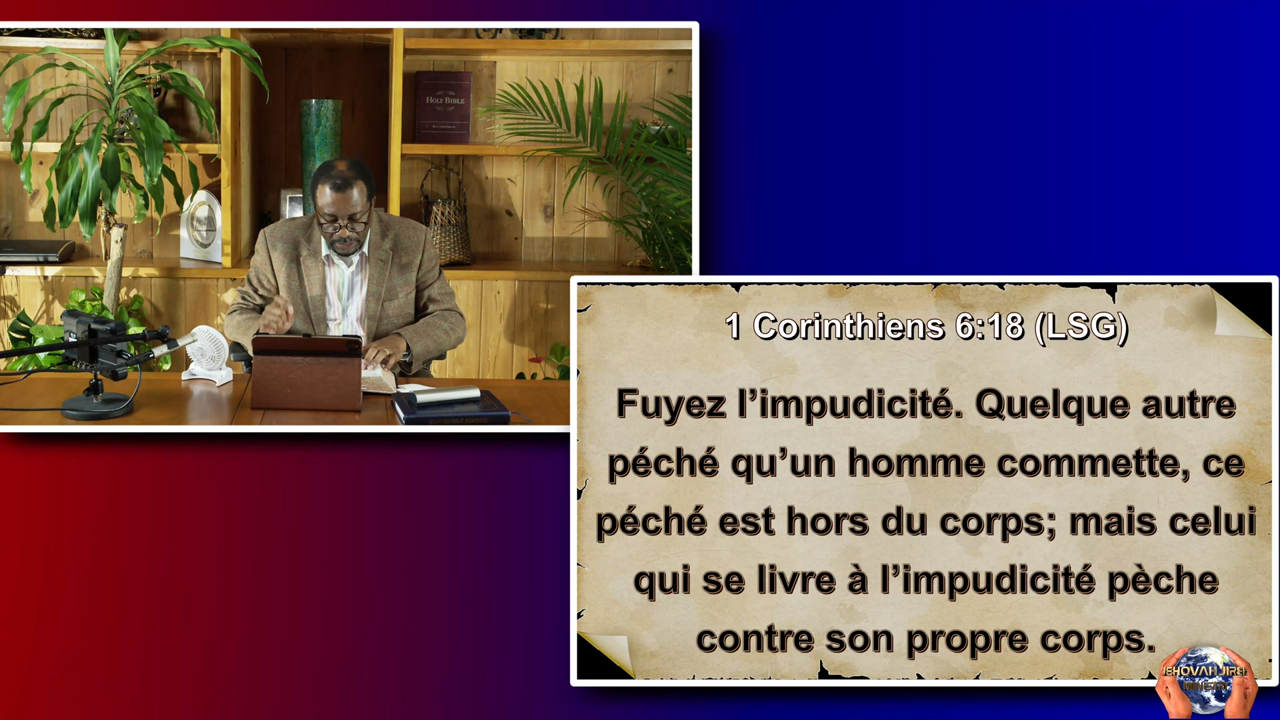 HOLY BIBLE
1 Corinthiens 6:18 (LSG)
Fuyez l’impudicité. Quelque autre
péché qu’un homme commette, ce
péché est hors du corps; mais celui
qui se livre à l’impudicité pèche
contre son propre corps.
JEHOVAH JIREH
MINISTRY